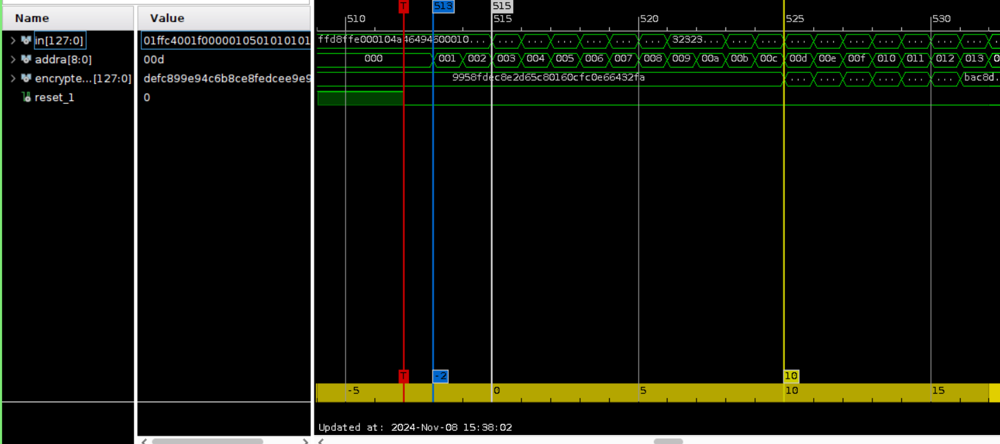 Name
Value
T
513
515
510
515
520
525
530
in[127:0]
01ffc4001f0000010501010101
ffd8ffe000104a46494600010...
...
...
...
...
...
32323...
...
...
...
...
...
...
...
...
addra[8:0]
00d
000
001
002
003
004
005
006
007
008
009
00a
00b
00c
00d
00e
00f
010
011
012
013
0
encrypte...[127:0]
defc899e94c6b8ce8fedcee9e9
9958fdec8e2d65c80160cfc0e66432fa
...
...
...
...
...
...
bac8d.
reset_1
0
T
-2
10
-5
0
5
10
15
Updated at: 2024-Nov-08 15:38:02